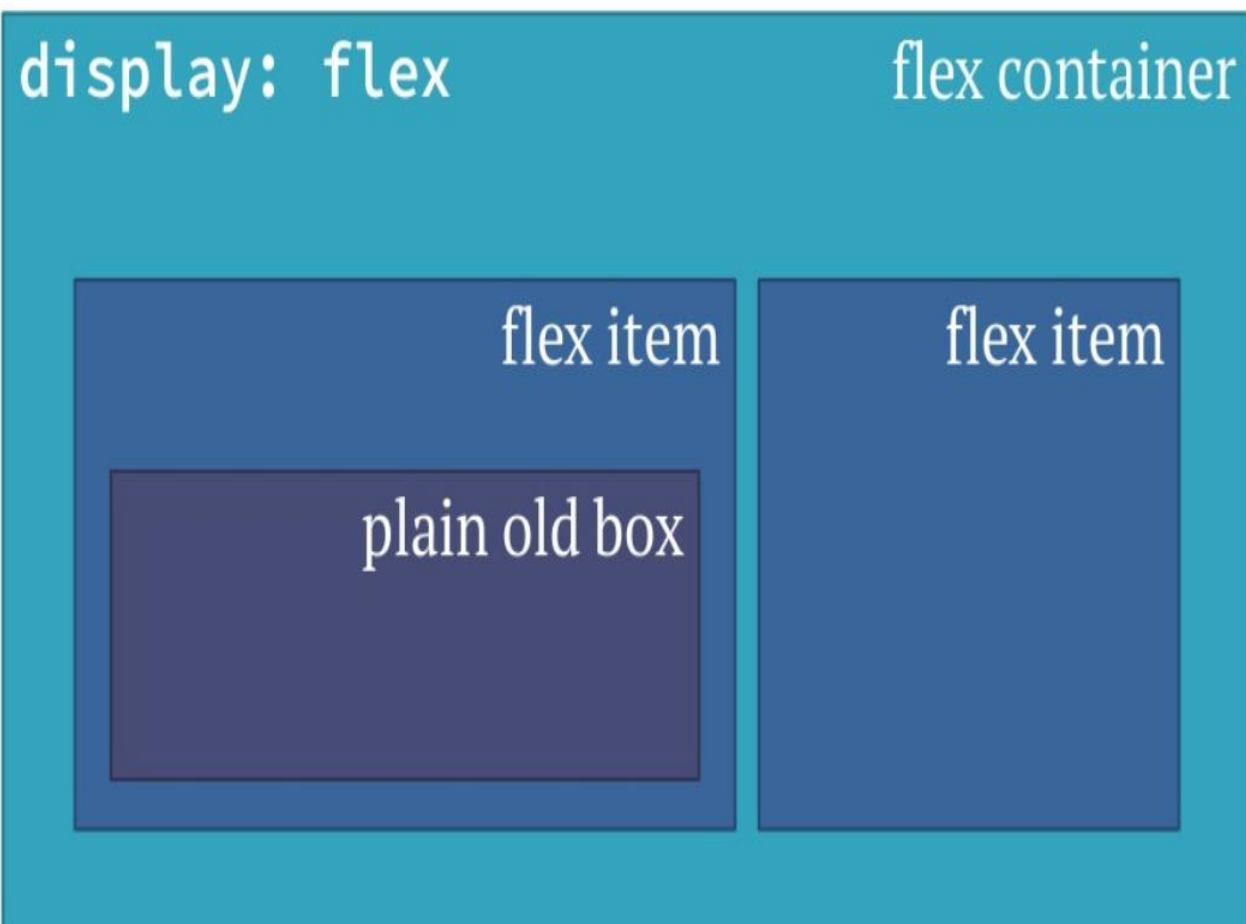 display: flex
flex container
flex item
flex item
plain old box